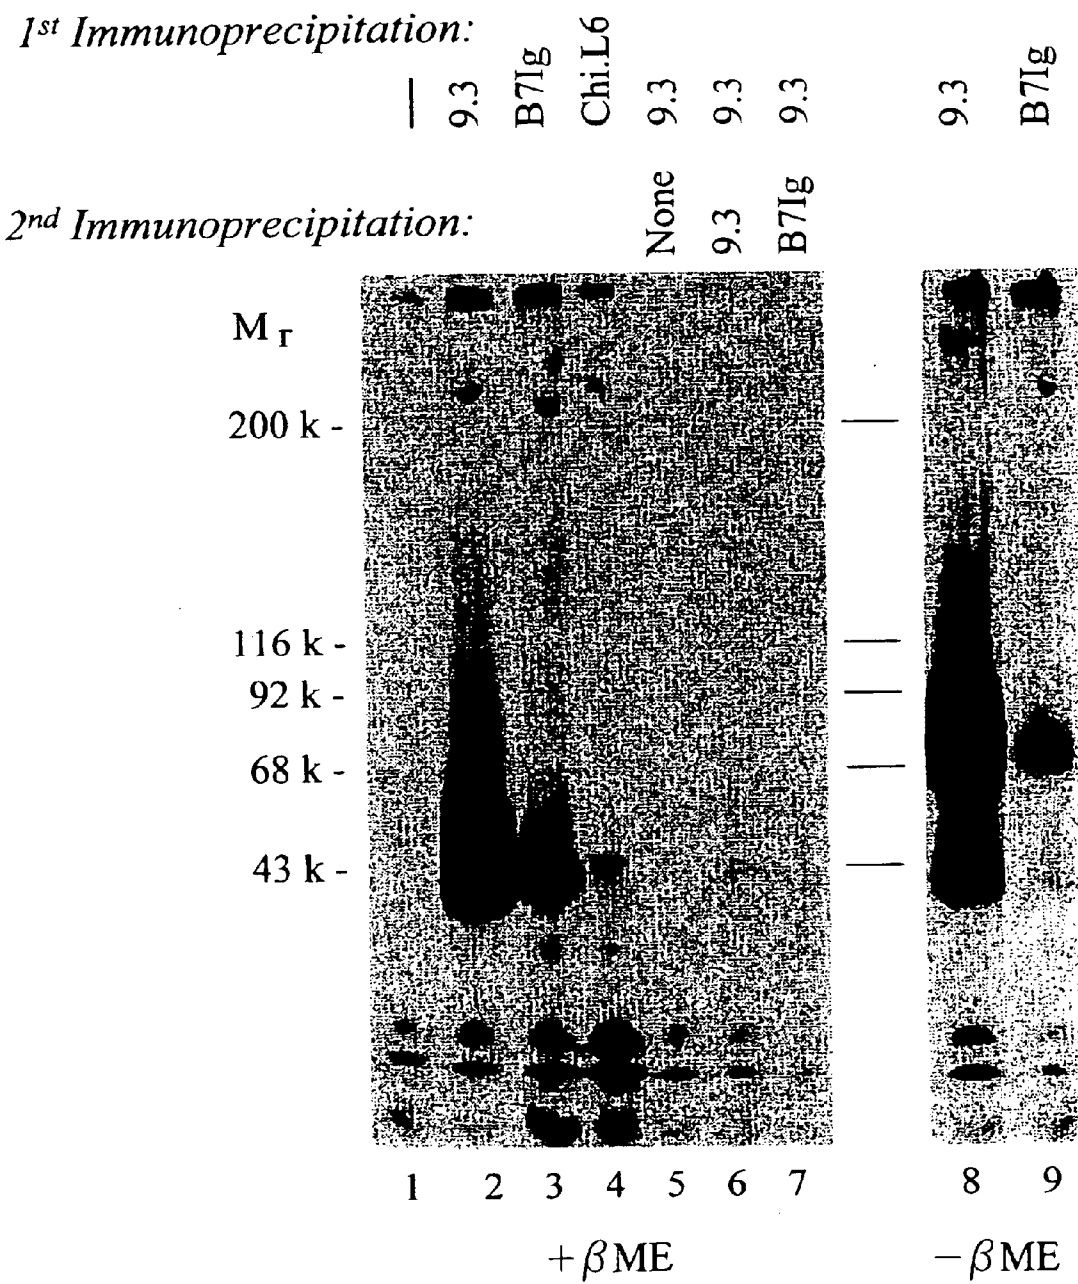 1st Immunoprecipitation:
— 9.3 B7Ig Chi.L6 9.3 9.3 9.3 9.3 B7Ig
2nd Immunoprecipitation:
None 9.3 B7Ig
Mr
200 k -
116 k -
92 k -
68 k -
43 k -
1 2 3 4 5 6 7 8 9
+βME −βME